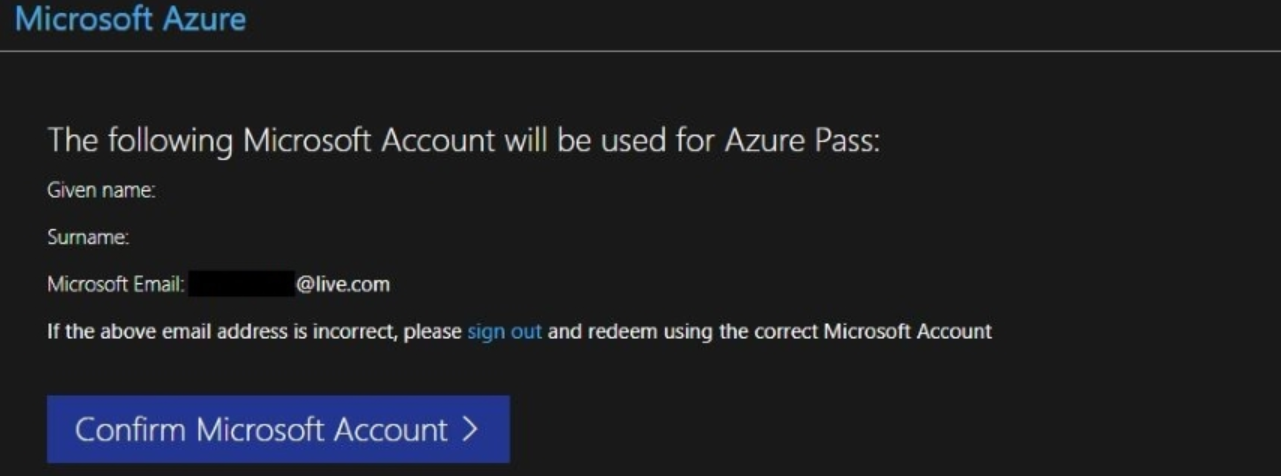 Microsoft Azure
The following Microsoft Account will be used for Azure Pass:
Given name:
Surname:
Microsoft Email: @live.com
If the above email address is incorrect, please sign out and redeem using the correct Microsoft Account
Confirm Microsoft Account >